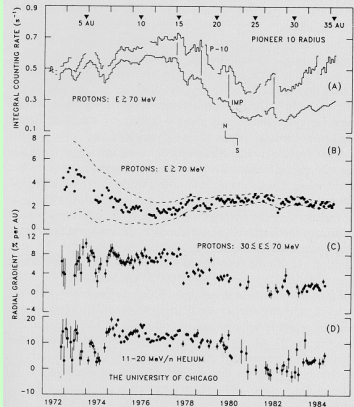 5 AU 10 15 20 25 30 35 AU
PIONEER 10 RADIUS
INTEGRAL COUNTING RATE (s⁻¹)
0.9
0.7
0.5
0.3
0.1
P-10
IMP
(A)
PROTONS: E ≥ 70 MeV
N
S
RADIAL GRADIENT (% per AU)
8
6
4
2
0
PROTONS: E ≥ 70 MeV
(B)
12
8
4
0
-4
PROTONS: 30 ≤ E ≤ 70 MeV
(C)
20
10
0
-10
(D)
11-20 MeV/n HELIUM
THE UNIVERSITY OF CHICAGO
1972 1974 1976 1978 1980 1982 1984